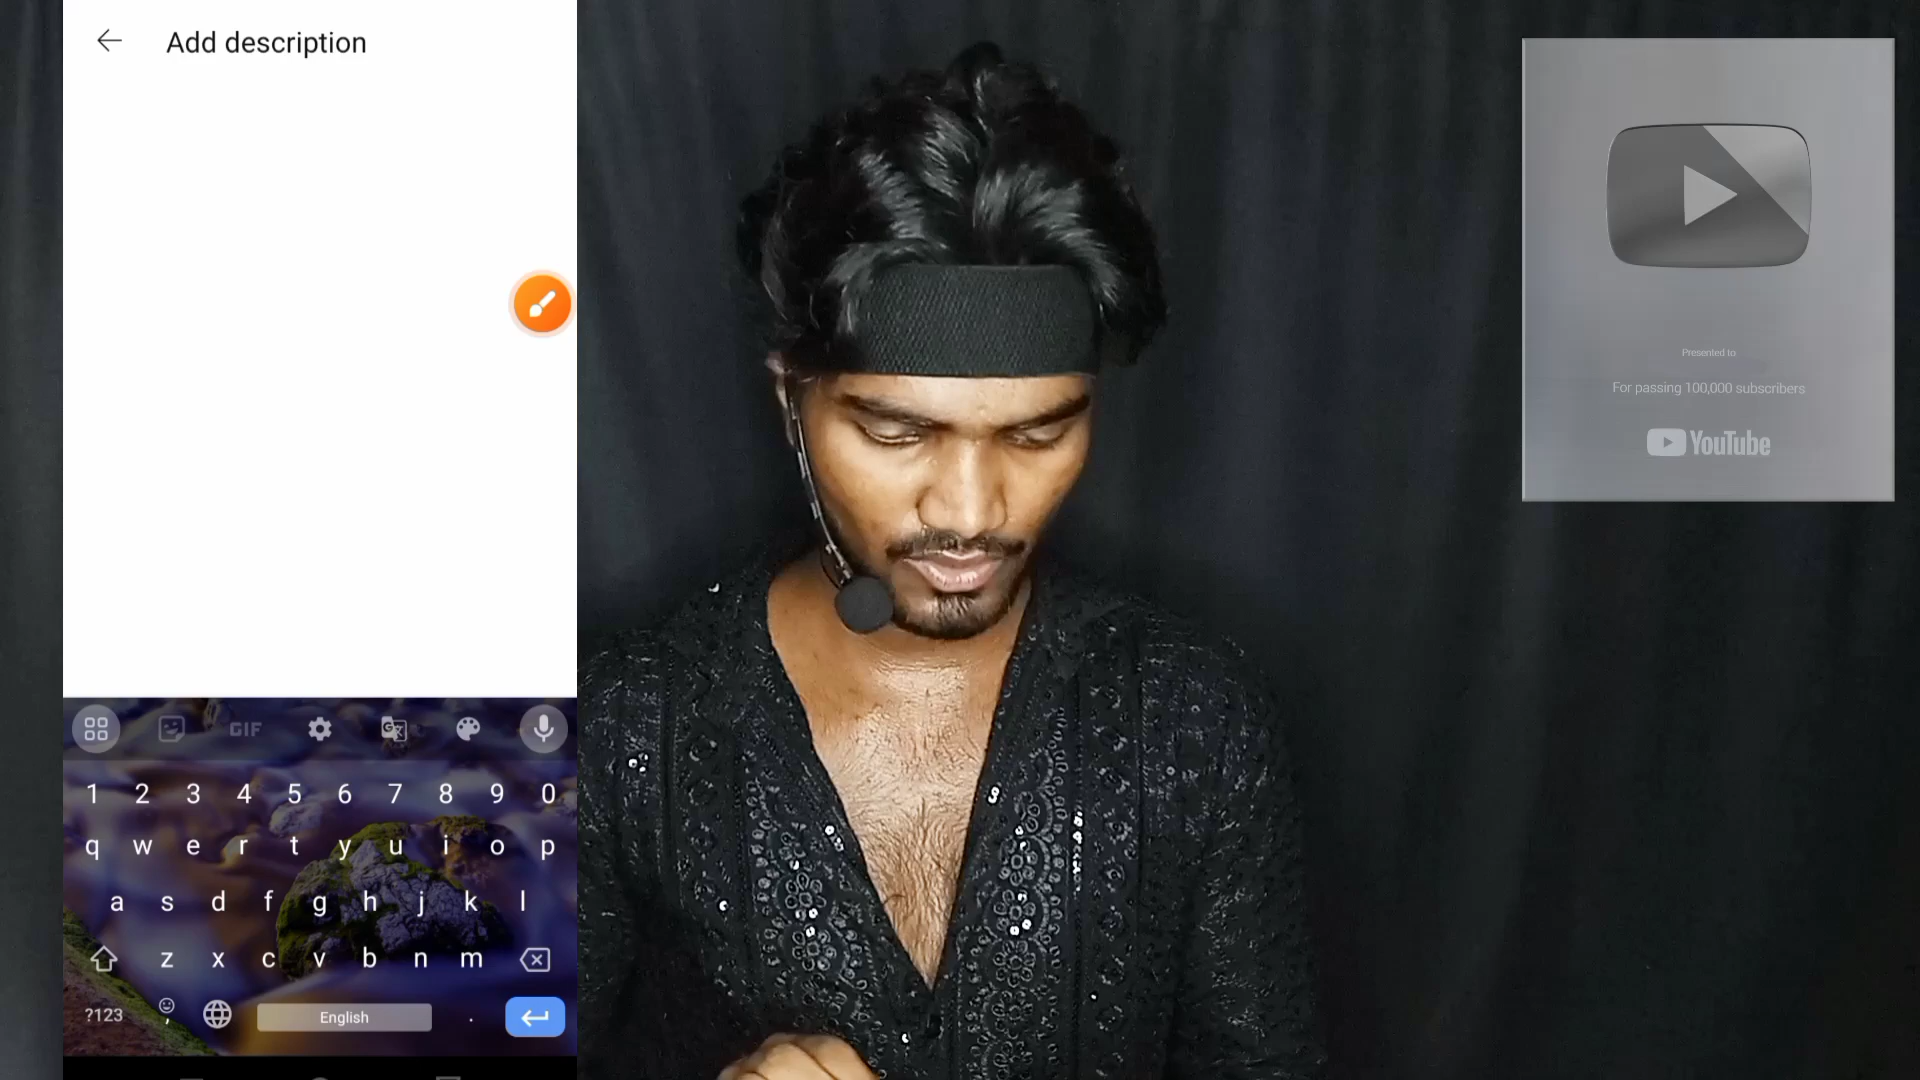 Add description
GIF
1 2 3 4 5 6 7 8 9 0
q w e r t y u i o p
a s d f g h j k l
z x c v b n m
?123 , English .
Presented to
For passing 100,000 subscribers
YouTube